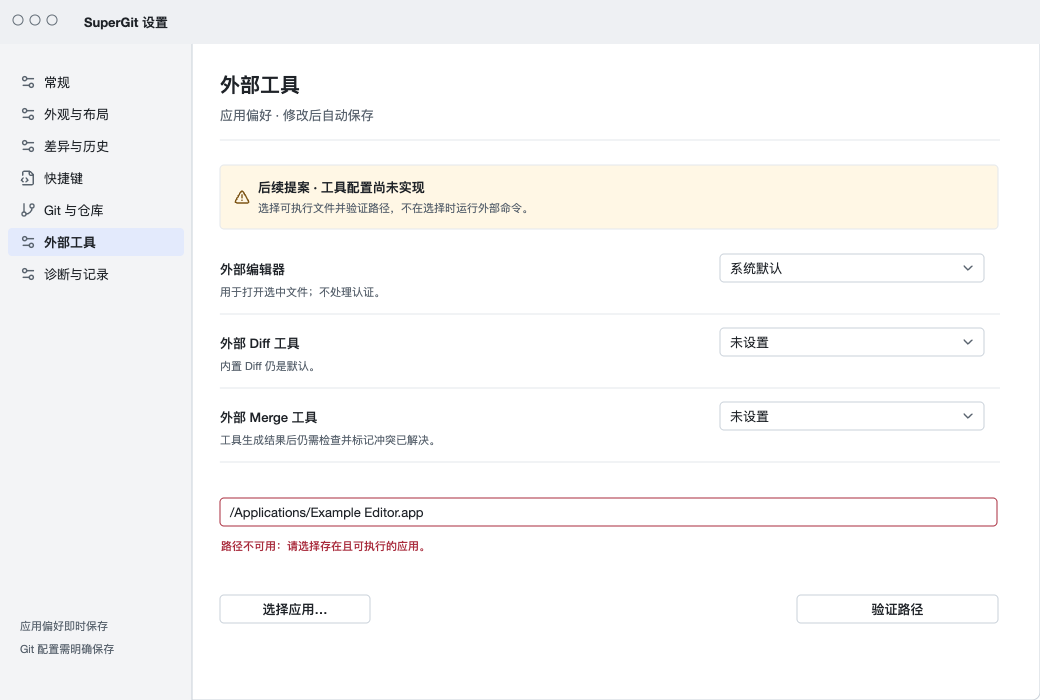 SuperGit 设置
常规
外观与布局
差异与历史
快捷键
Git 与仓库
外部工具
诊断与记录
应用偏好即时保存
Git 配置需明确保存
外部工具
应用偏好 · 修改后自动保存
后续提案 · 工具配置尚未实现
选择可执行文件并验证路径，不在选择时运行外部命令。
外部编辑器
系统默认
用于打开选中文件；不处理认证。
外部 Diff 工具
未设置
内置 Diff 仍是默认。
外部 Merge 工具
未设置
工具生成结果后仍需检查并标记冲突已解决。
/Applications/Example Editor.app
路径不可用：请选择存在且可执行的应用。
选择应用…
验证路径